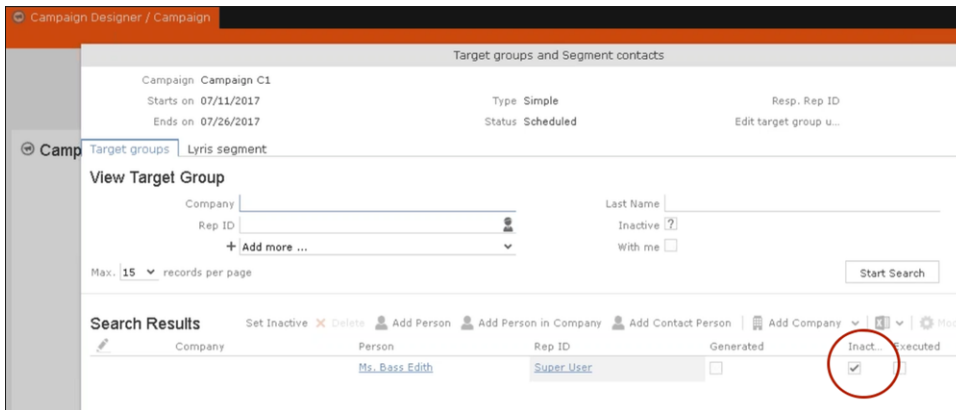 Campaign Designer / Campaign
Target groups and Segment contacts
Campaign Campaign C1
Starts on 07/11/2017 Type Simple Resp. Rep ID
Ends on 07/26/2017 Status Scheduled Edit target group u...
Camp Target groups Lyris segment
View Target Group
Company Last Name
Rep ID Inactive ?
+ Add more ... With me
Max. 15 records per page Start Search
Search Results Set Inactive Delete Add Person Add Person in Company Add Contact Person Add Company Mod
Company Person Rep ID Generated Inact... Executed
Ms. Bass Edith Super User